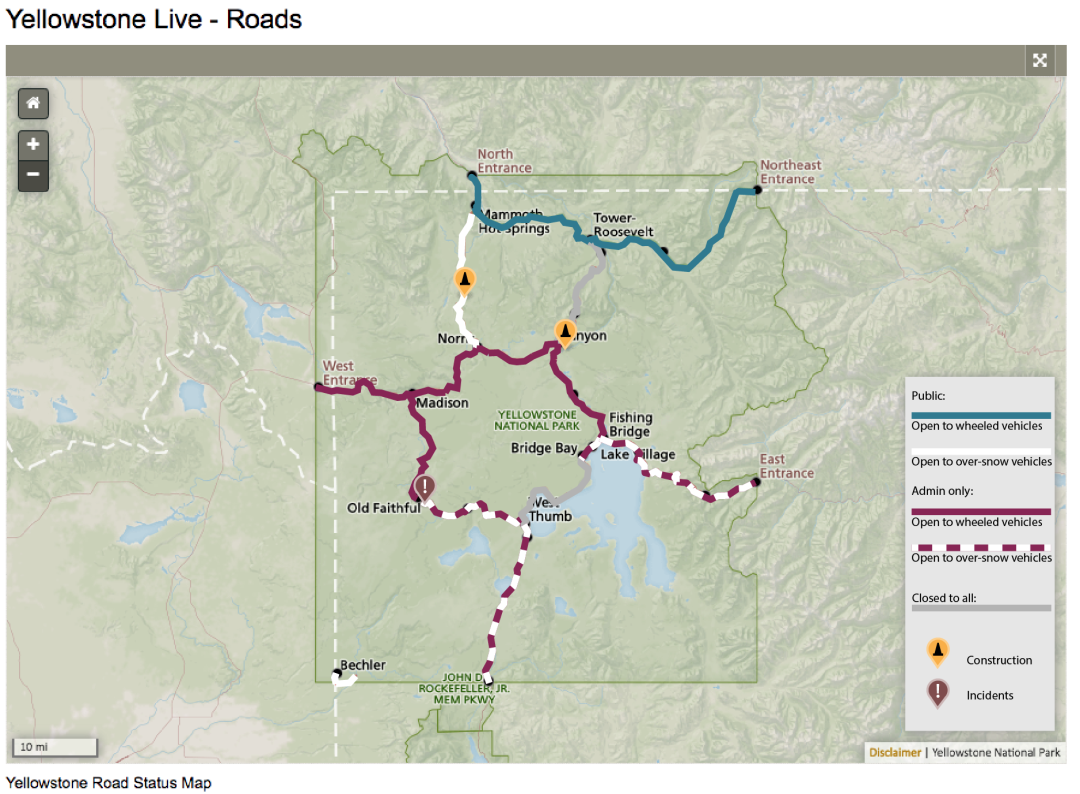 Yellowstone Live - Roads
North
Entrance
Northeast
Entrance
Mammoth
Hot Springs
Tower-
Roosevelt
Norr
nyon
West
Entrance
Madison
YELLOWSTONE
NATIONAL PARK
Fishing
Bridge
Bridge Bay
Lake Village
East
Entrance
Old Faithful
West
Thumb
Bechler
JOHN D.
ROCKEFELLER, JR.
MEM PKWY
Public:
Open to wheeled vehicles
Open to over-snow vehicles
Admin only:
Open to wheeled vehicles
Open to over-snow vehicles
Closed to all:
Construction
Incidents
10 mi
Disclaimer | Yellowstone National Park
Yellowstone Road Status Map